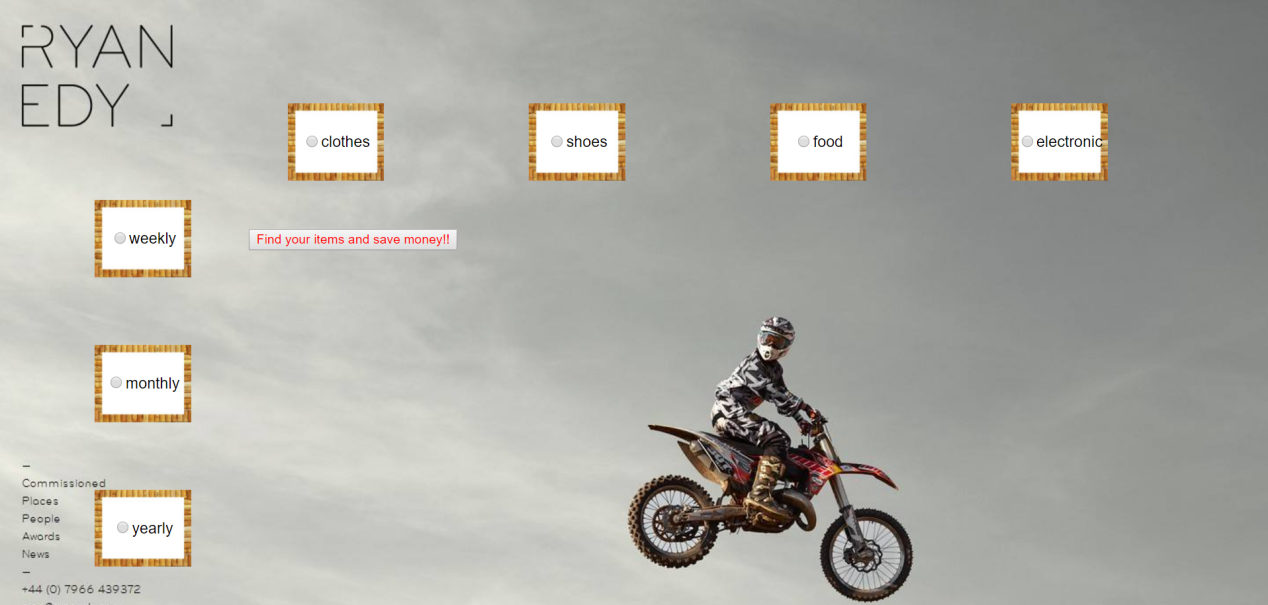 RYAN
EDY
clothes
shoes
food
electronic
weekly
Find your items and save money!!
monthly
–
Commissioned
Places
People
Awards
News
yearly
–
+44 (0) 7966 439372